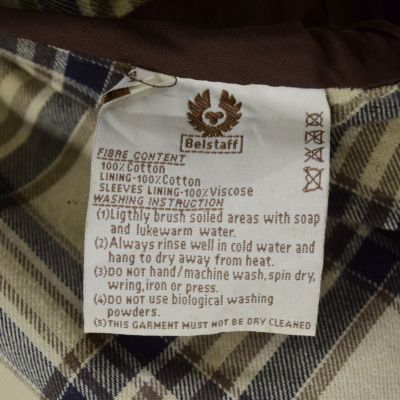 Belstaff
FIBRE CONTENT
100% Cotton
LINING-100% Cotton
SLEEVES LINING-100% Viscose
WASHING INSTRUCTION
(1) Ligthly brush soiled areas with soap
and lukewarm water.
(2) Always rinse well in cold water and
hang to dry away from heat.
(3) DO NOT hand/machine wash, spin dry,
wring, iron or press.
(4) DO NOT use biological washing
powders.
(5) THIS GARMENT MUST NOT BE DRY CLEANED